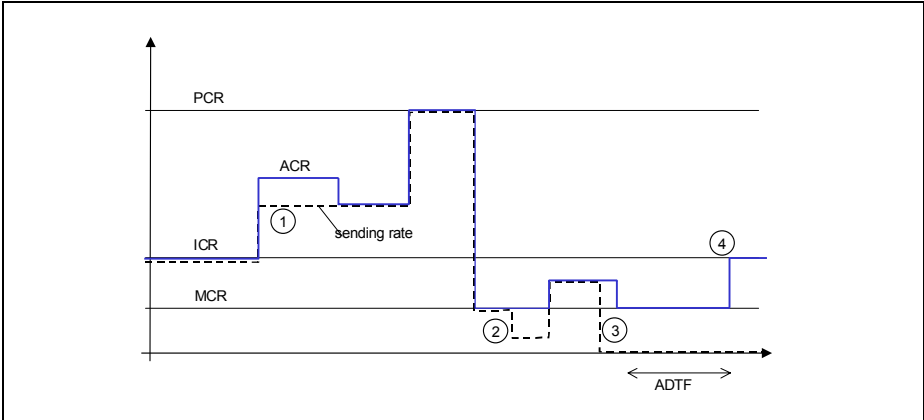 PCR
ACR
1
sending rate
ICR
4
MCR
2
3
ADTF